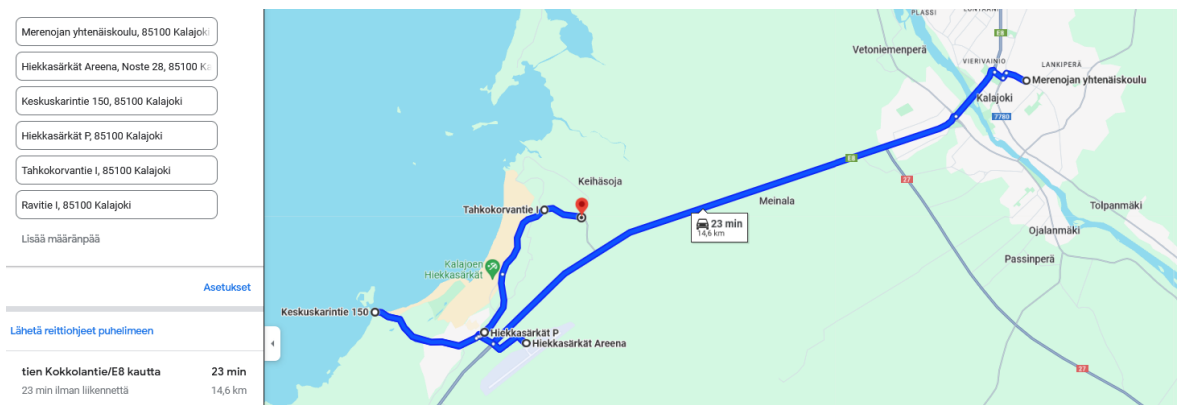 Merenojan yhtenäiskoulu, 85100 Kalajoki
Hiekkasärkät Areena, Noste 28, 85100 Ka
Keskuskarintie 150, 85100 Kalajoki
Hiekkasärkät P, 85100 Kalajoki
Tahkokorvantie I, 85100 Kalajoki
Ravitie I, 85100 Kalajoki
Lisää määränpää
Asetukset
Lähetä reittiohjeet puhelimeen
tien Kokkolantie/E8 kautta 23 min
23 min ilman liikennettä 14,6 km
PLASSI
E8
Vetoniemenperä
VIERIVAINIO
LANKIPERÄ
Merenojan yhtenäiskoulu
Kalajoki
7780
E8
27
Keihäsoja
Meinala
Tahkokorvantie I
23 min
14,6 km
Tolpanmäki
Ojalanmäki
Passinperä
Kalajoen
Hiekkasärkät
Keskuskarintie 150
Hiekkasärkät P
Hiekkasärkät Areena
27